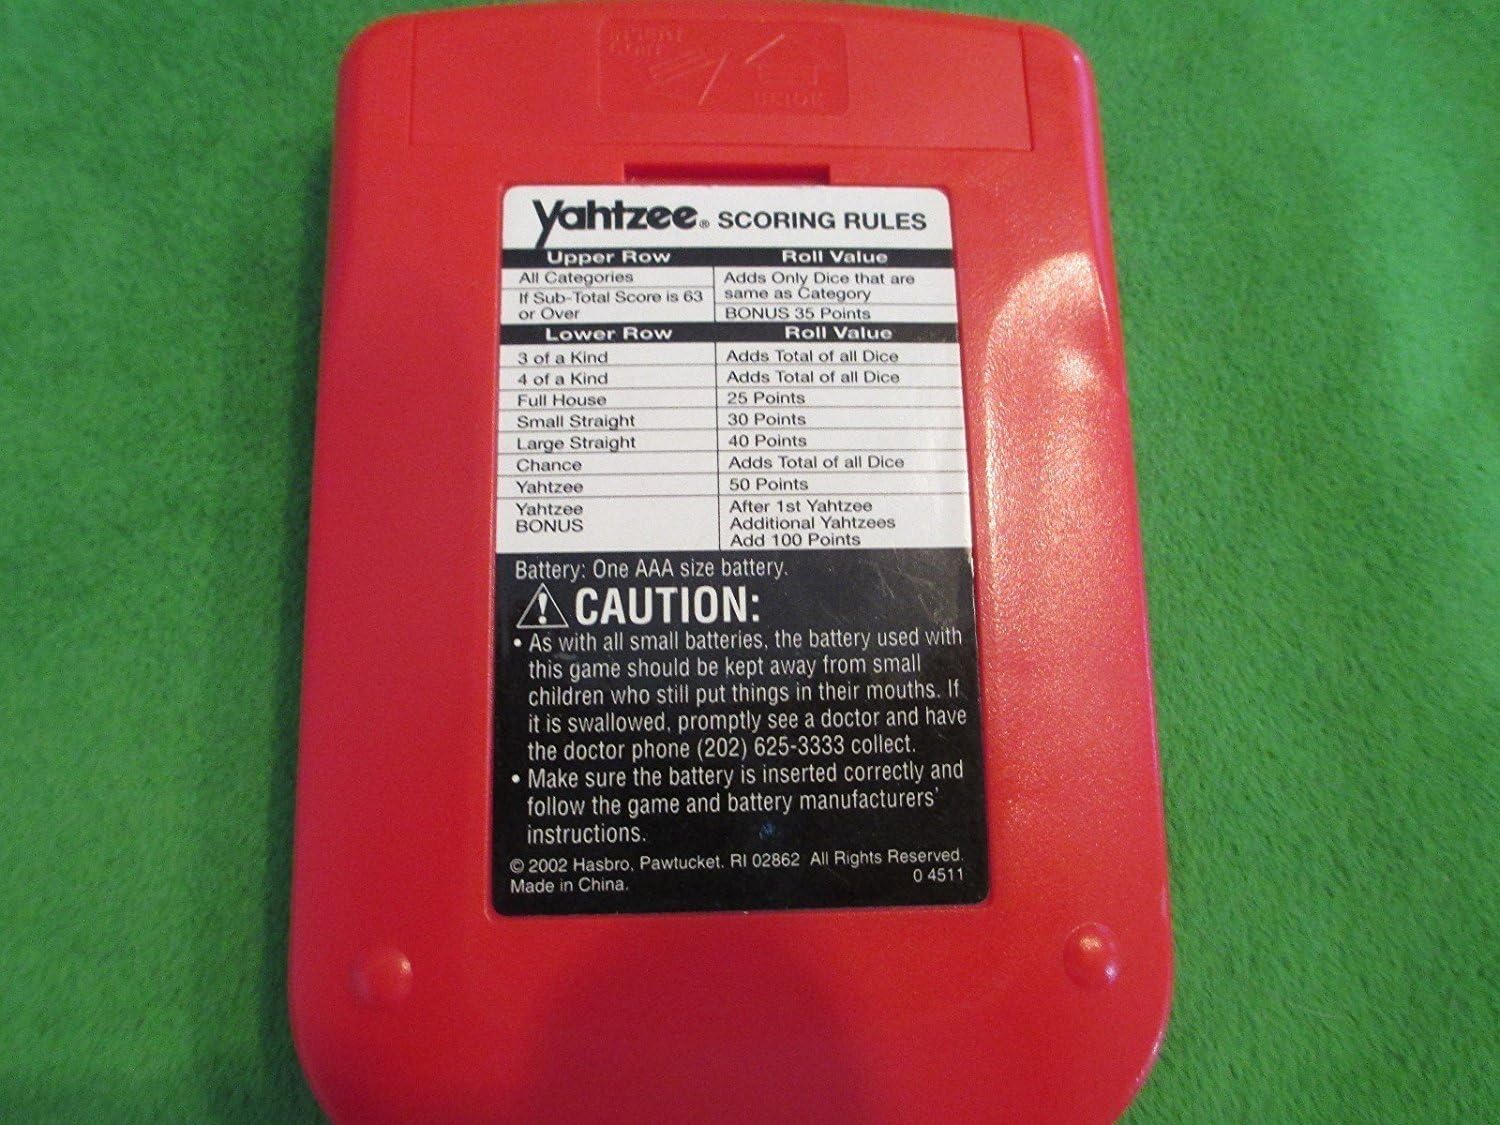 Yahtzee® SCORING RULES
Upper Row Roll Value
All Categories Adds Only Dice that are same as Category
If Sub-Total Score is 63 or Over BONUS 35 Points
Lower Row Roll Value
3 of a Kind Adds Total of all Dice
4 of a Kind Adds Total of all Dice
Full House 25 Points
Small Straight 30 Points
Large Straight 40 Points
Chance Adds Total of all Dice
Yahtzee 50 Points
Yahtzee After 1st Yahtzee
BONUS Additional Yahtzees
Add 100 Points
Battery: One AAA size battery.
CAUTION:
• As with all small batteries, the battery used with
this game should be kept away from small
children who still put things in their mouths. If
it is swallowed, promptly see a doctor and have
the doctor phone (202) 625-3333 collect.
• Make sure the battery is inserted correctly and
follow the game and battery manufacturers'
instructions.
© 2002 Hasbro, Pawtucket. RI 02862 All Rights Reserved.
Made in China. 0 4511